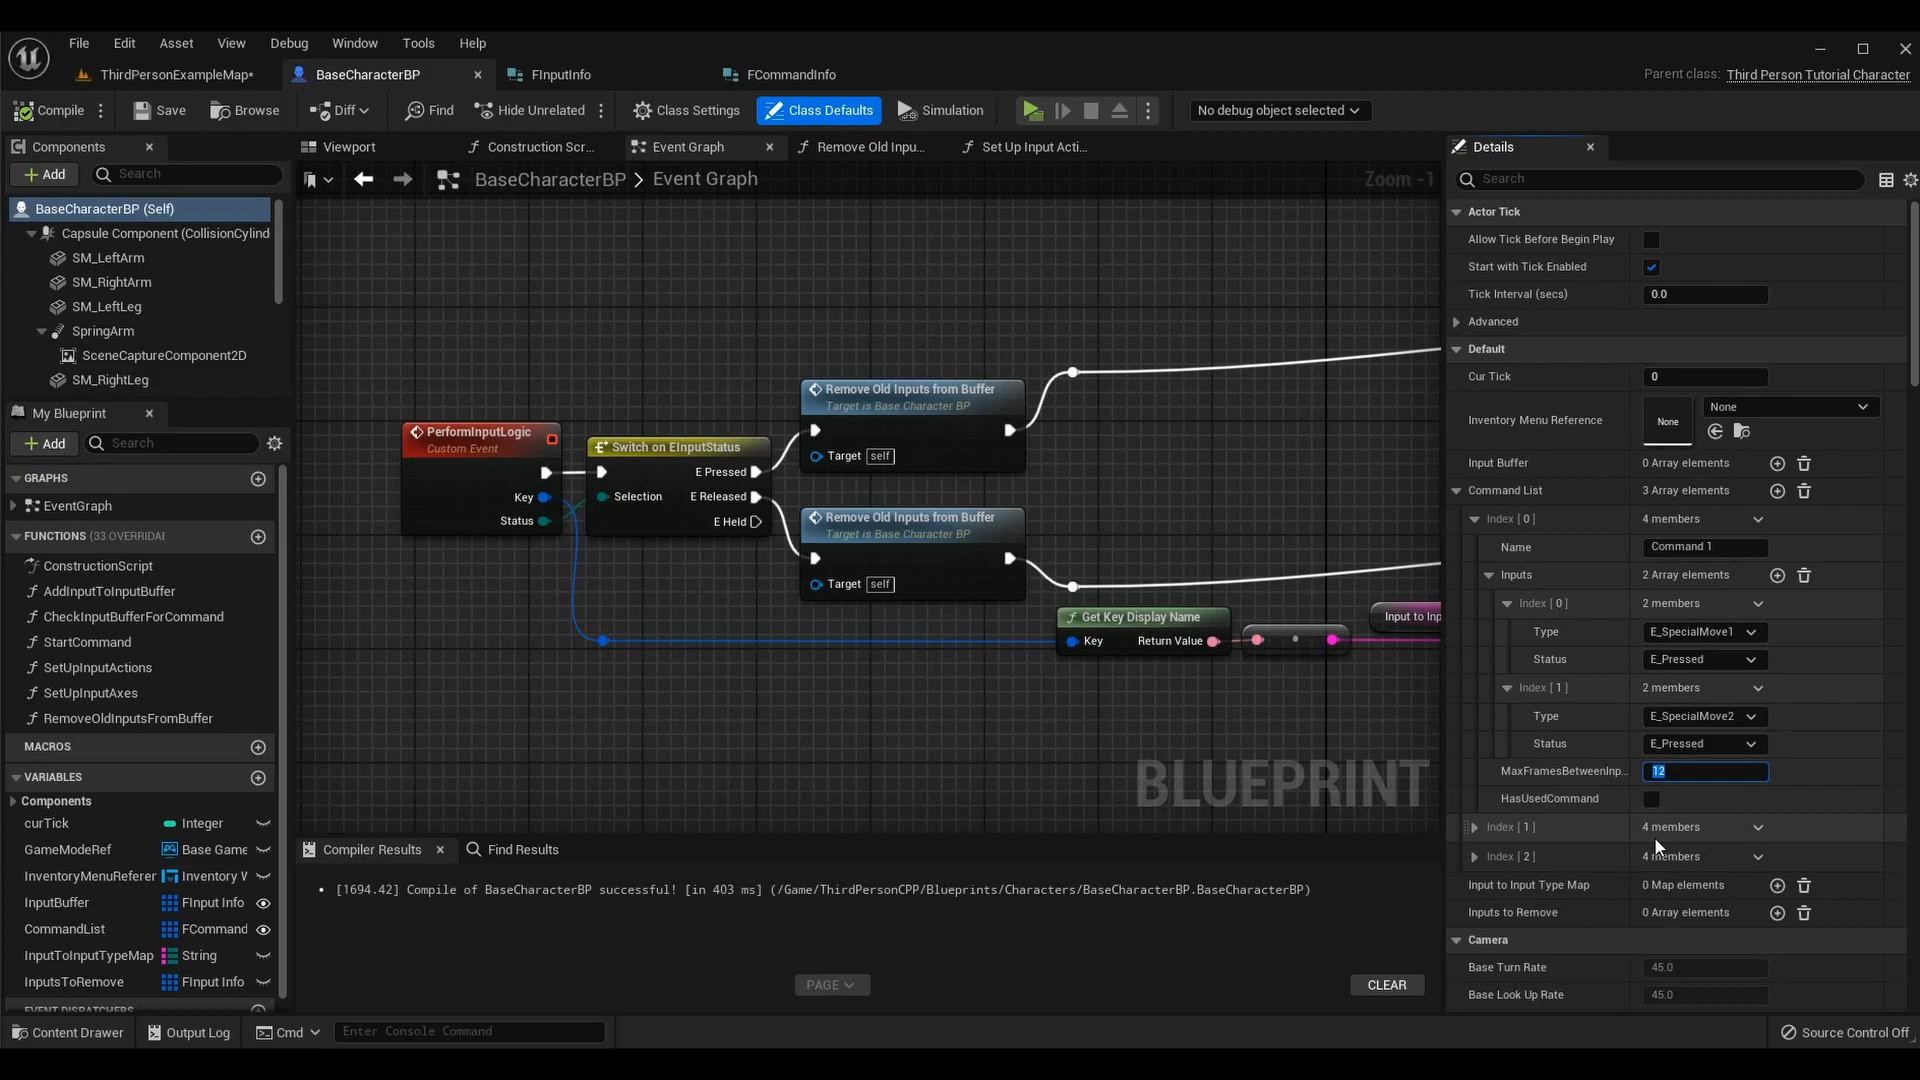 File Edit Asset View Debug Window Tools Help
ThirdPersonExampleMap* BaseCharacterBP FInputInfo FCommandInfo Parent class: Third Person Tutorial Character
Compile Save Browse Diff Find Hide Unrelated Class Settings Class Defaults Simulation No debug object selected
Components
Add Search
BaseCharacterBP (Self)
Capsule Component (CollisionCylind
SM_LeftArm
SM_RightArm
SM_LeftLeg
SpringArm
SceneCaptureComponent2D
SM_RightLeg
My Blueprint
Add Search
GRAPHS
EventGraph
FUNCTIONS (33 OVERRIDAE
ConstructionScript
AddInputToInputBuffer
CheckInputBufferForCommand
StartCommand
SetUpInputActions
SetUpInputAxes
RemoveOldInputsFromBuffer
MACROS
VARIABLES
Components
curTick Integer
GameModeRef Base Game
InventoryMenuReferer Inventory W
InputBuffer FInput Info
CommandList FCommand
InputToInputTypeMap String
InputsToRemove FInput Info
EVENT DISPATCHERS
Viewport Construction Scr... Event Graph Remove Old Inpu... Set Up Input Acti...
BaseCharacterBP > Event Graph Zoom -1
PerformInputLogic
Custom Event
Key
Status
Switch on EInputStatus
E Pressed
Selection E Released
E Held
Remove Old Inputs from Buffer
Target is Base Character BP
Target self
Remove Old Inputs from Buffer
Target is Base Character BP
Target self
Get Key Display Name
Key Return Value
Input to Inp
BLUEPRINT
Compiler Results Find Results
[1694.42] Compile of BaseCharacterBP successful! [in 403 ms] (/Game/ThirdPersonCPP/Blueprints/Characters/BaseCharacterBP.BaseCharacterBP)
PAGE CLEAR
Details
Search
Actor Tick
Allow Tick Before Begin Play
Start with Tick Enabled
Tick Interval (secs) 0.0
Advanced
Default
Cur Tick 0
Inventory Menu Reference None None
Input Buffer 0 Array elements
Command List 3 Array elements
Index [ 0 ] 4 members
Name Command 1
Inputs 2 Array elements
Index [ 0 ] 2 members
Type E_SpecialMove1
Status E_Pressed
Index [ 1 ] 2 members
Type E_SpecialMove2
Status E_Pressed
MaxFramesBetweenInp... 12
HasUsedCommand
Index [ 1 ] 4 members
Index [ 2 ] 4 members
Input to Input Type Map 0 Map elements
Inputs to Remove 0 Array elements
Camera
Base Turn Rate 45.0
Base Look Up Rate 45.0
Content Drawer Output Log Cmd Enter Console Command Source Control Off